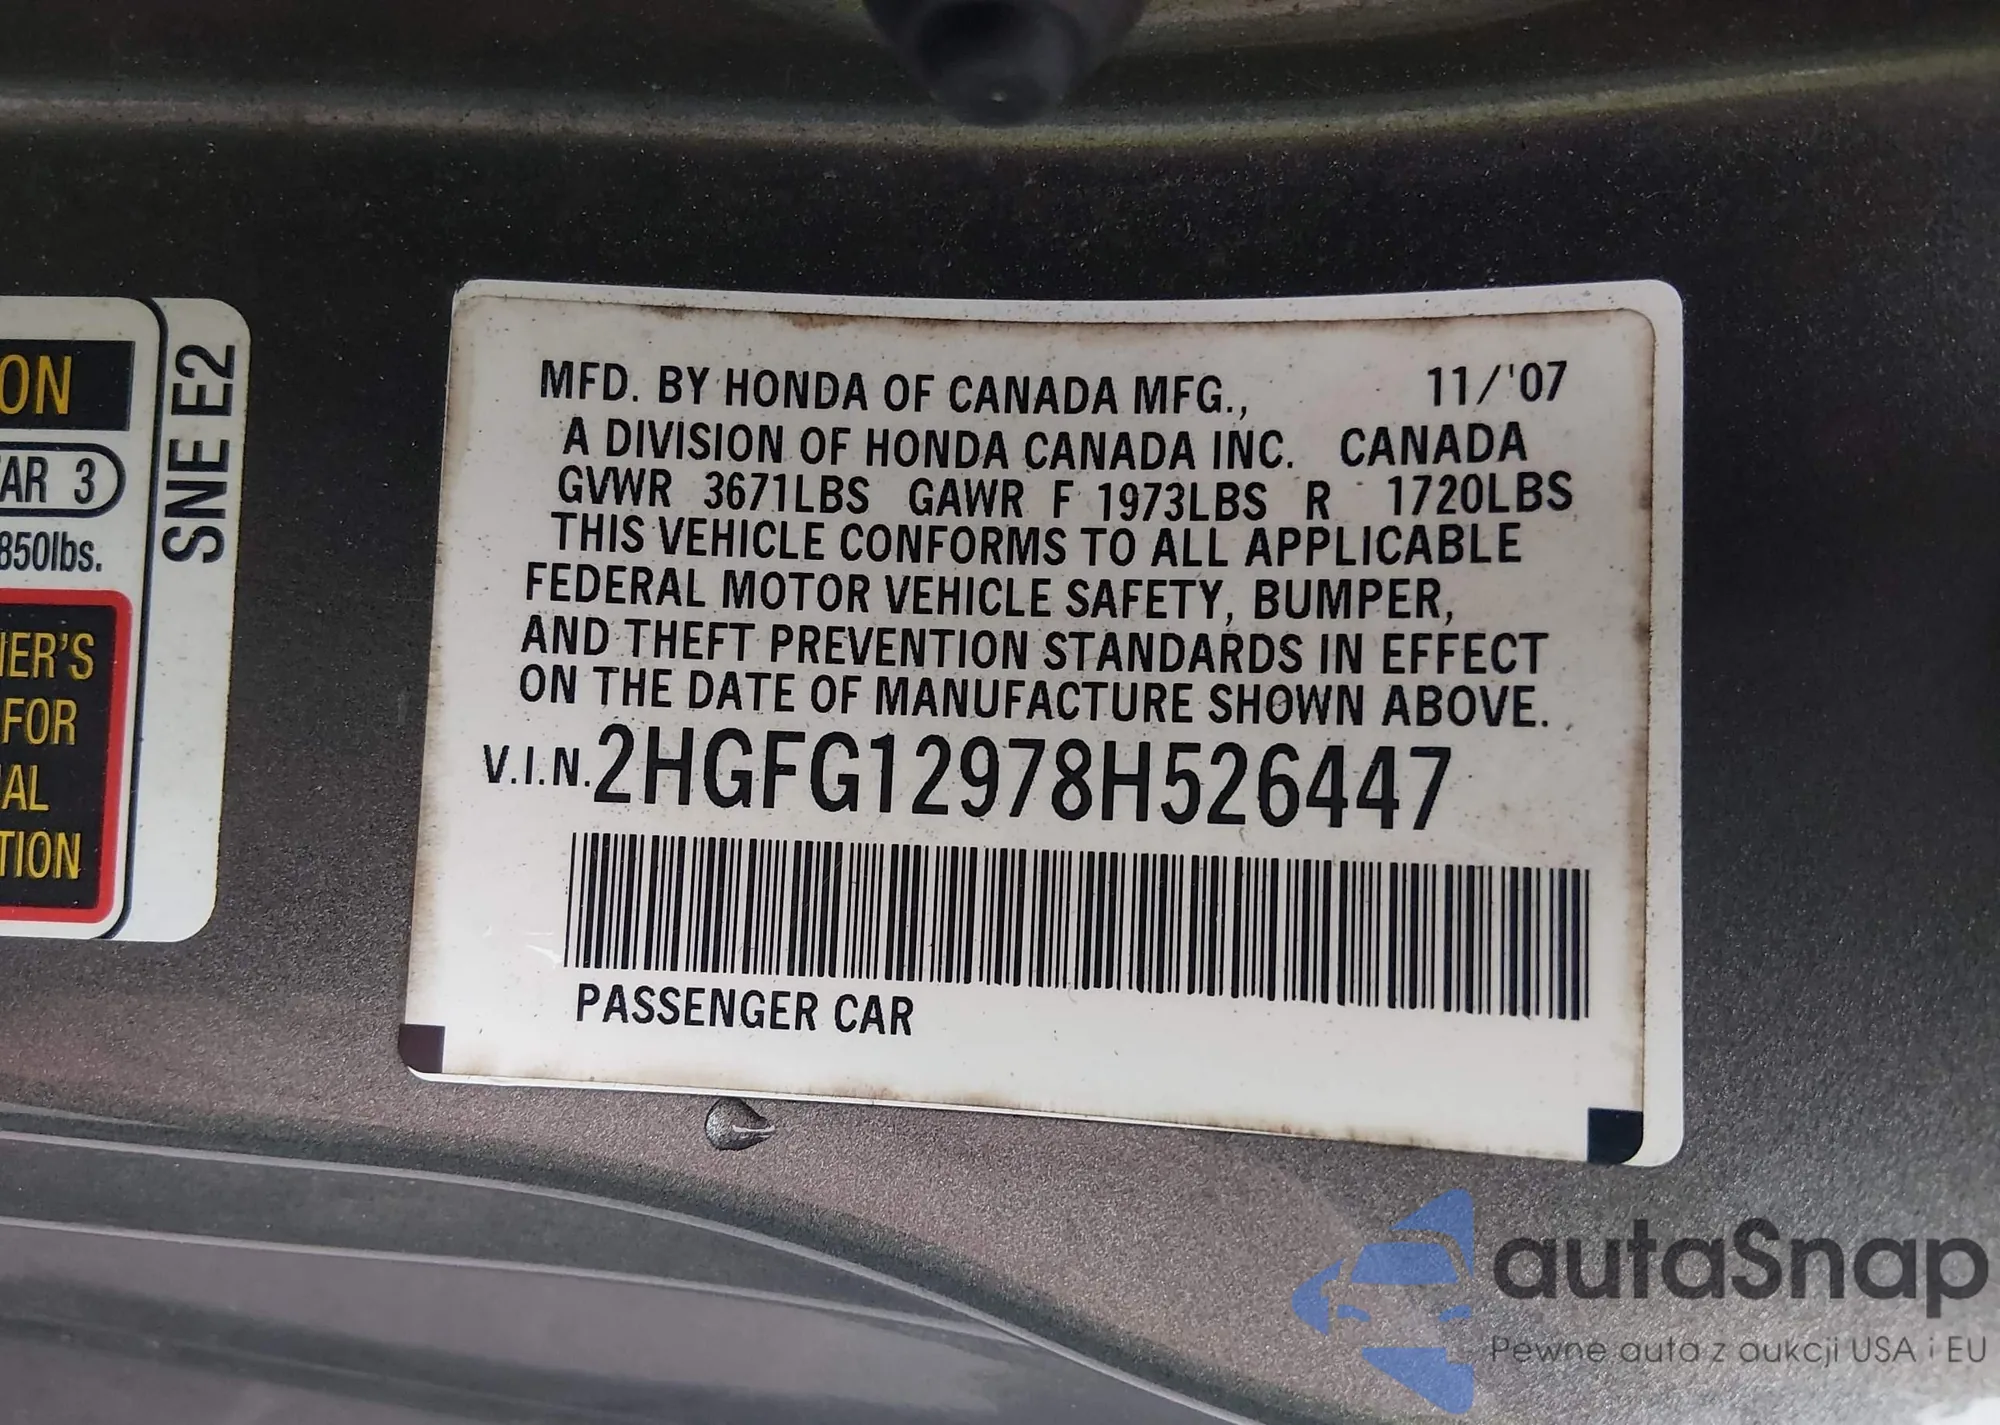 ON
AR 3
850lbs.
NER'S
FOR
AL
TION
SNE E2
MFD. BY HONDA OF CANADA MFG., 11/'07
A DIVISION OF HONDA CANADA INC. CANADA
GVWR 3671LBS GAWR F 1973LBS R 1720LBS
THIS VEHICLE CONFORMS TO ALL APPLICABLE
FEDERAL MOTOR VEHICLE SAFETY, BUMPER,
AND THEFT PREVENTION STANDARDS IN EFFECT
ON THE DATE OF MANUFACTURE SHOWN ABOVE.
V.I.N. 2HGFG12978H526447
PASSENGER CAR
autaSnap
Pewne auta z aukcji USA i EU